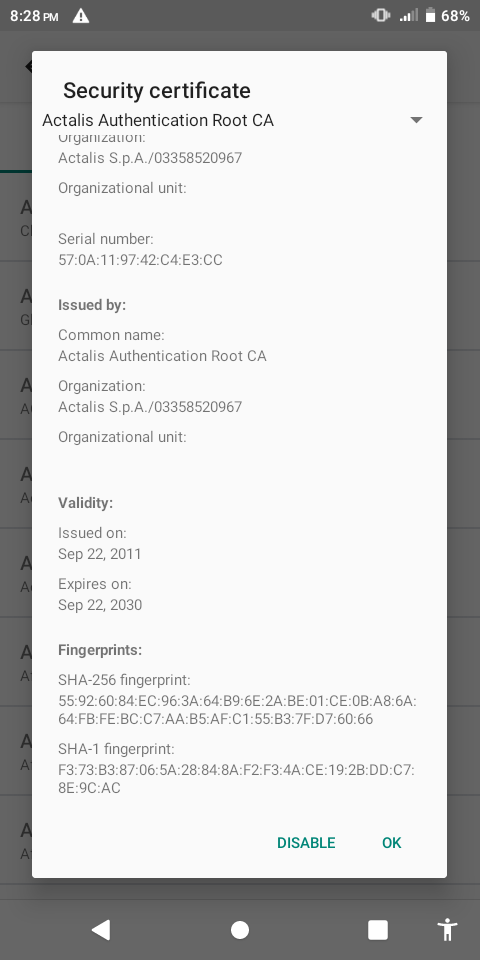 8:28 PM
68%
Security certificate
Actalis Authentication Root CA
Organization:
Actalis S.p.A./03358520967
Organizational unit:
Serial number:
57:0A:11:97:42:C4:E3:CC
Issued by:
Common name:
Actalis Authentication Root CA
Organization:
Actalis S.p.A./03358520967
Organizational unit:
Validity:
Issued on:
Sep 22, 2011
Expires on:
Sep 22, 2030
Fingerprints:
SHA-256 fingerprint:
55:92:60:84:EC:96:3A:64:B9:6E:2A:BE:01:CE:0B:A8:6A:
64:FB:FE:BC:C7:AA:B5:AF:C1:55:B3:7F:D7:60:66
SHA-1 fingerprint:
F3:73:B3:87:06:5A:28:84:8A:F2:F3:4A:CE:19:2B:DD:C7:
8E:9C:AC
DISABLE
OK